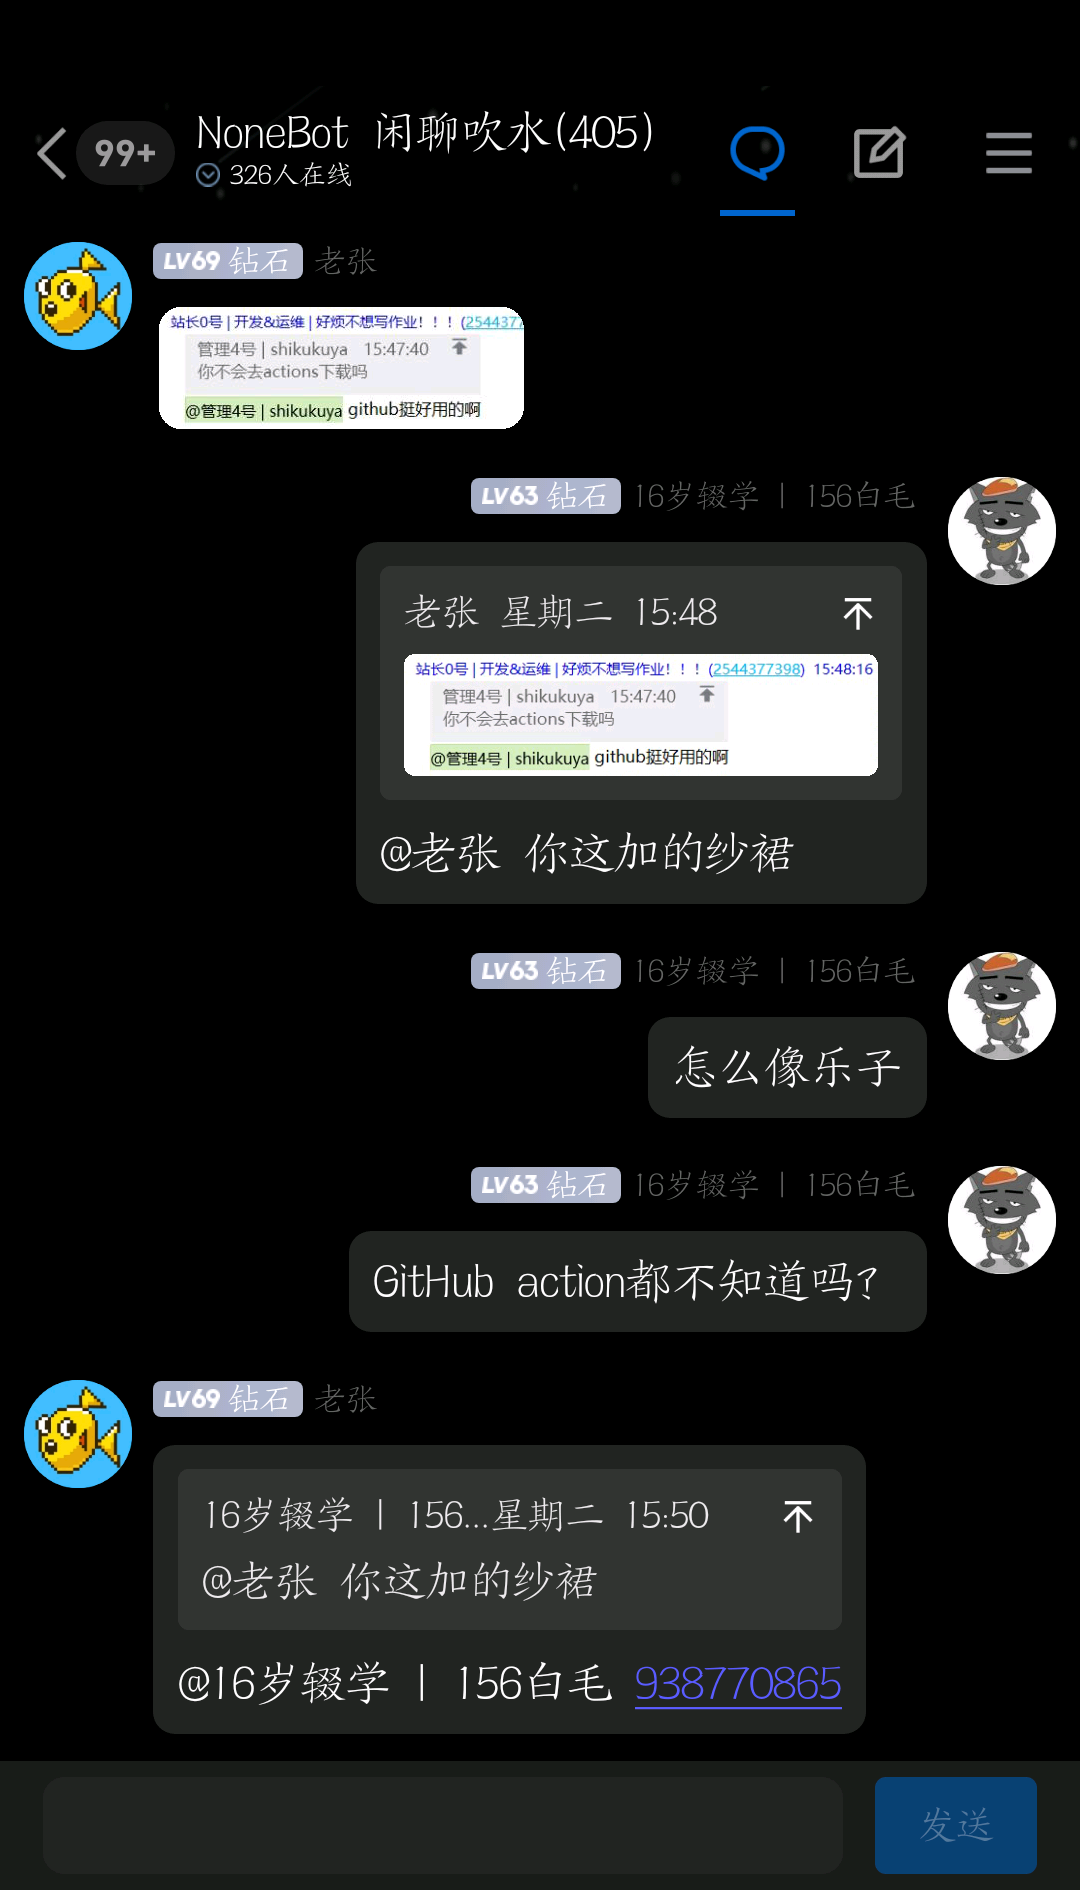 99+
NoneBot 闲聊吹水(405)
326人在线
LV69 钻石 老张
站长0号 | 开发&运维 | 好烦不想写作业！！！(254437
管理4号 | shikukuya 15:47:40
你不会去actions下载吗
@管理4号 | shikukuya github挺好用的啊
LV63 钻石 16岁辍学 | 156白毛
老张 星期二 15:48
站长0号 | 开发&运维 | 好烦不想写作业！！！(2544377398) 15:48:16
管理4号 | shikukuya 15:47:40
你不会去actions下载吗
@管理4号 | shikukuya github挺好用的啊
@老张 你这加的纱裙
LV63 钻石 16岁辍学 | 156白毛
怎么像乐子
LV63 钻石 16岁辍学 | 156白毛
GitHub action都不知道吗?
LV69 钻石 老张
16岁辍学 | 156...星期二 15:50
@老张 你这加的纱裙
@16岁辍学 | 156白毛 938770865
发送